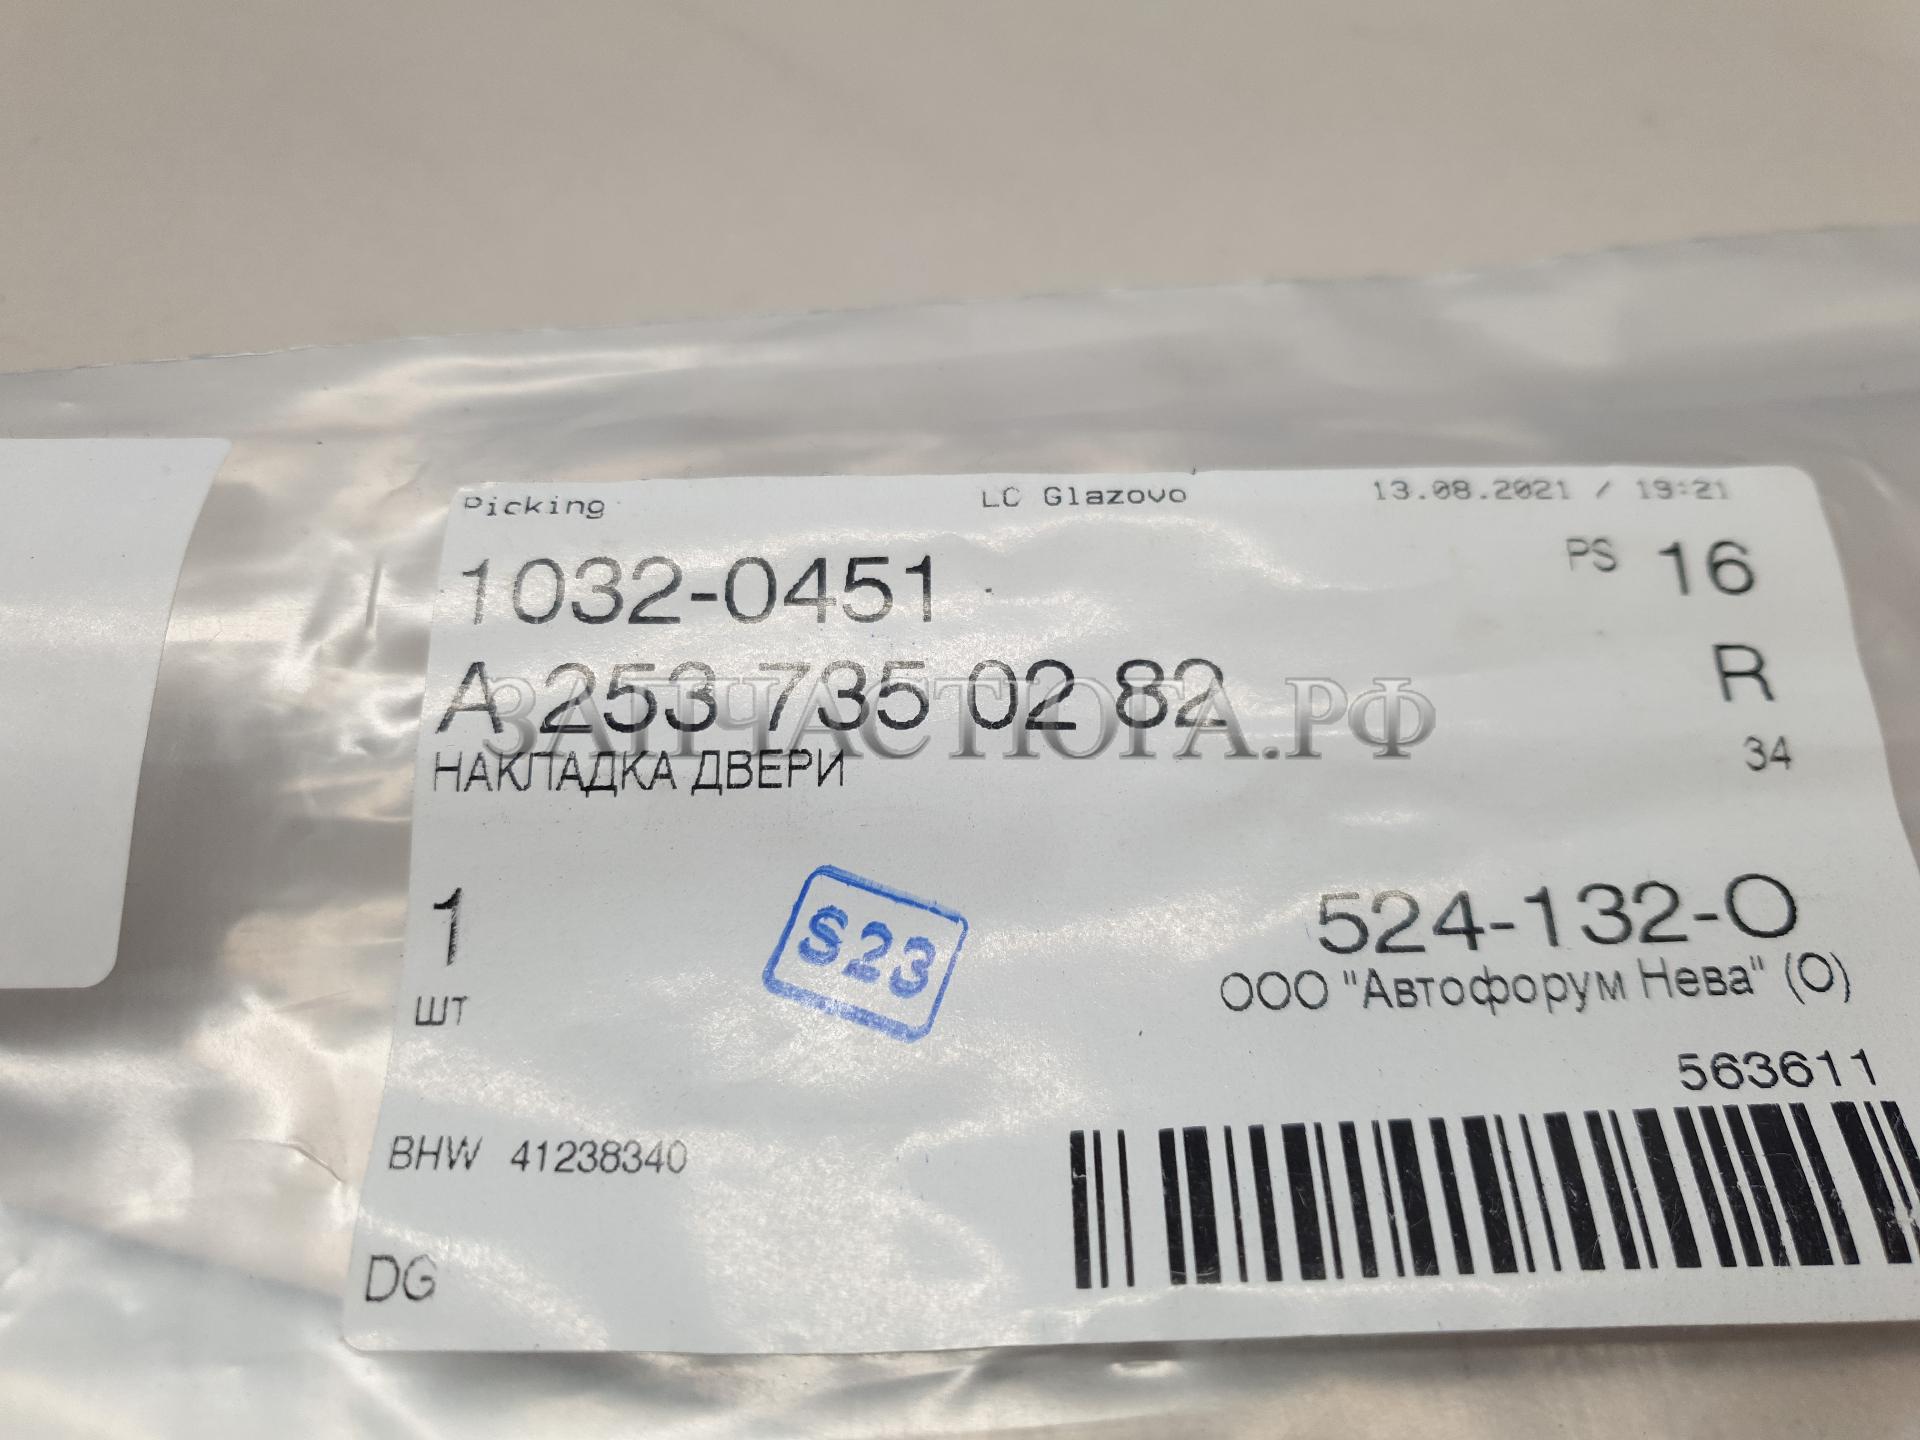 Picking LC Glazovo 13.08.2021 / 19:21
1032-0451 PS 16
A 253 735 02 82 R
ЗАПЧАСТЮГА.РФ
НАКЛАДКА ДВЕРИ 34
1 S23 524-132-O
шт ООО "Автофорум Нева" (О)
563611
BHW 41238340
DG